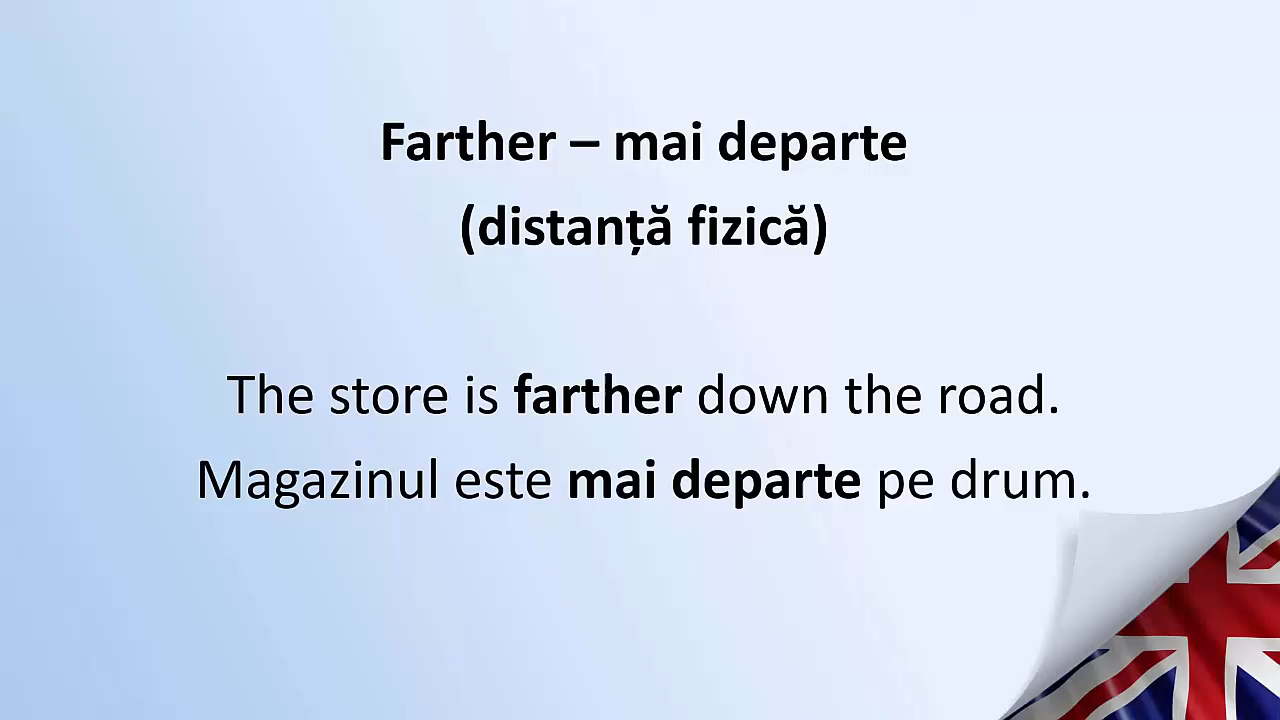 Farther – mai departe
(distanță fizică)
The store is farther down the road.
Magazinul este mai departe pe drum.